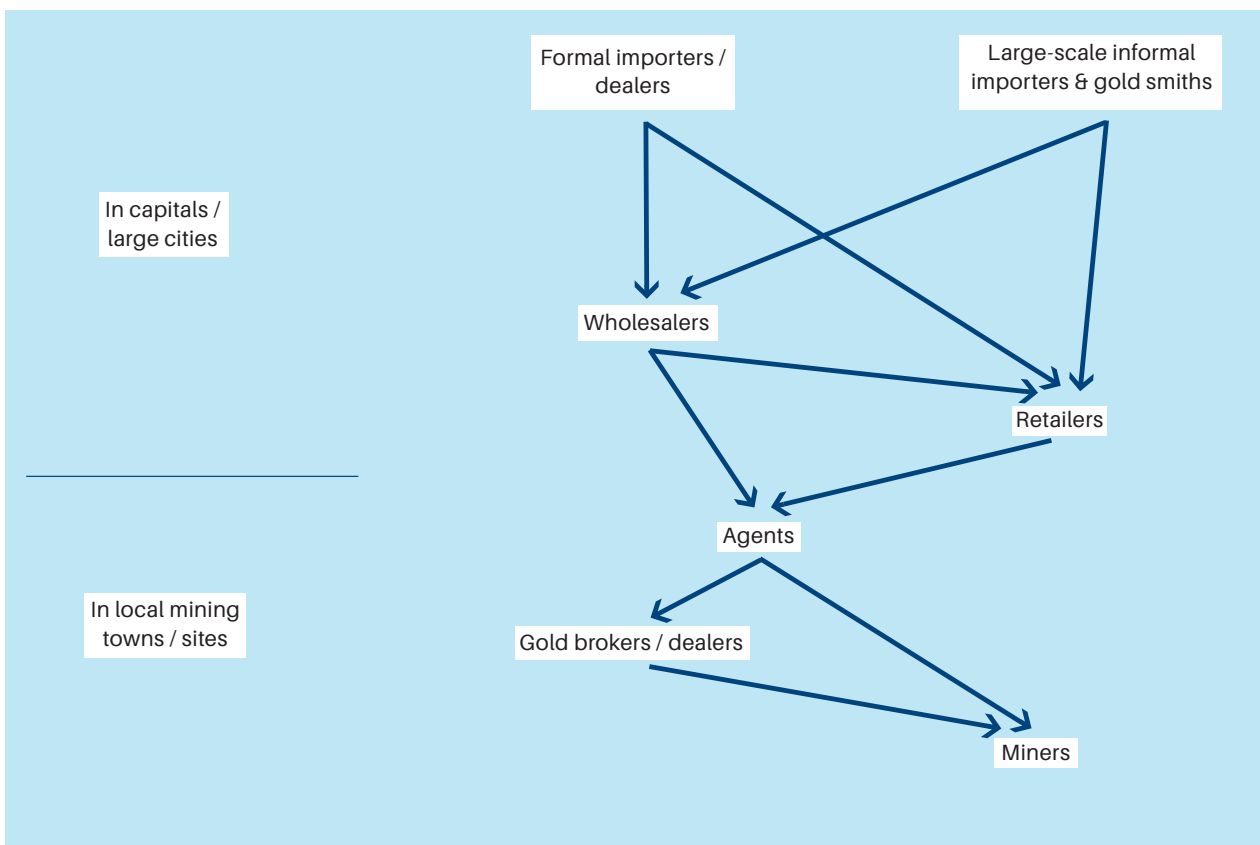 Formal importers /
dealers
Large-scale informal
importers & gold smiths
In capitals /
large cities
Wholesalers
Retailers
Agents
In local mining
towns / sites
Gold brokers / dealers
Miners